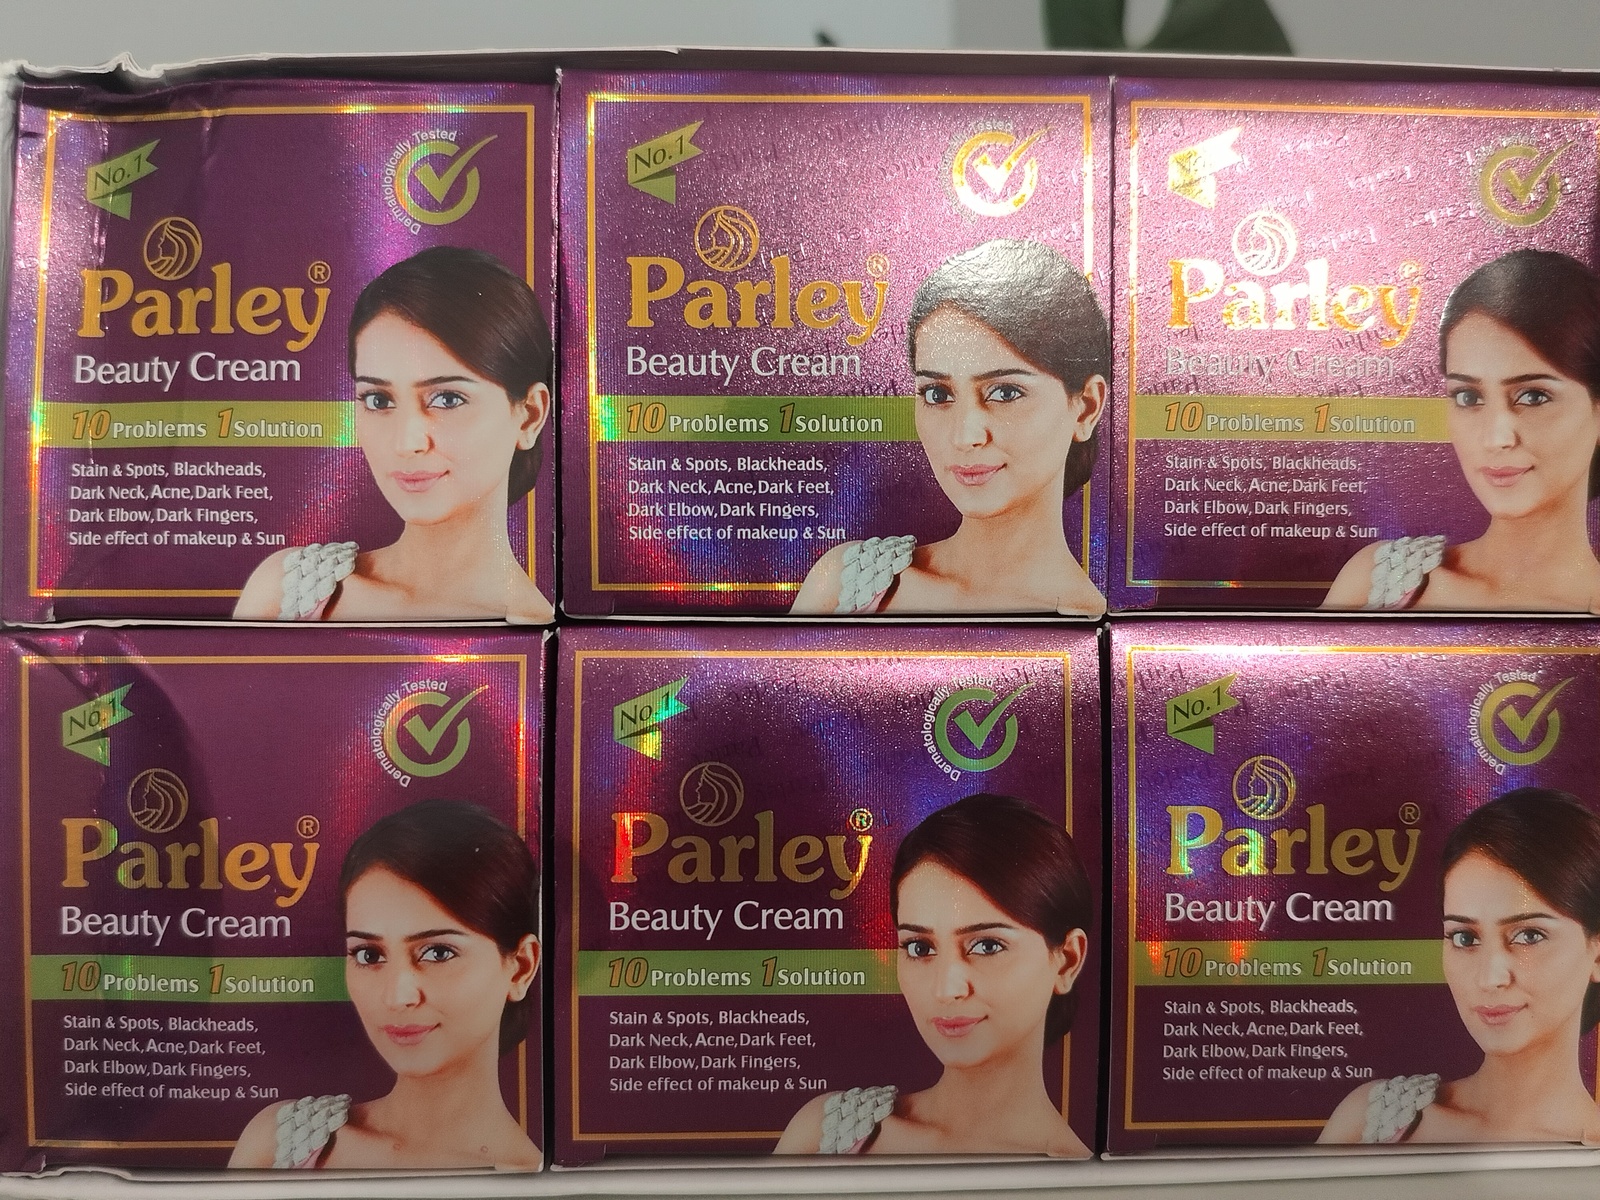 No.1
Dermatologically Tested
Parley®
Beauty Cream
10 Problems 1 Solution
Stain & Spots, Blackheads,
Dark Neck, Acne, Dark Feet,
Dark Elbow, Dark Fingers,
Side effect of makeup & Sun
No.1
Parley®
Beauty Cream
10 Problems 1 Solution
Stain & Spots, Blackheads,
Dark Neck, Acne, Dark Feet,
Dark Elbow, Dark Fingers,
Side effect of makeup & Sun
Parley
Beauty Cream
10 Problems 1 Solution
Stain & Spots, Blackheads,
Dark Neck, Acne, Dark Feet,
Dark Elbow, Dark Fingers,
Side effect of makeup & Sun
No.1
Dermatologically Tested
Parley®
Beauty Cream
10 Problems 1 Solution
Stain & Spots, Blackheads,
Dark Neck, Acne, Dark Feet,
Dark Elbow, Dark Fingers,
Side effect of makeup & Sun
No.1
Dermatologically Tested
Parley®
Beauty Cream
10 Problems 1 Solution
Stain & Spots, Blackheads,
Dark Neck, Acne, Dark Feet,
Dark Elbow, Dark Fingers,
Side effect of makeup & Sun
No.1
Dermatologically Tested
Parley®
Beauty Cream
10 Problems 1 Solution
Stain & Spots, Blackheads,
Dark Neck, Acne, Dark Feet,
Dark Elbow, Dark Fingers,
Side effect of makeup & Sun